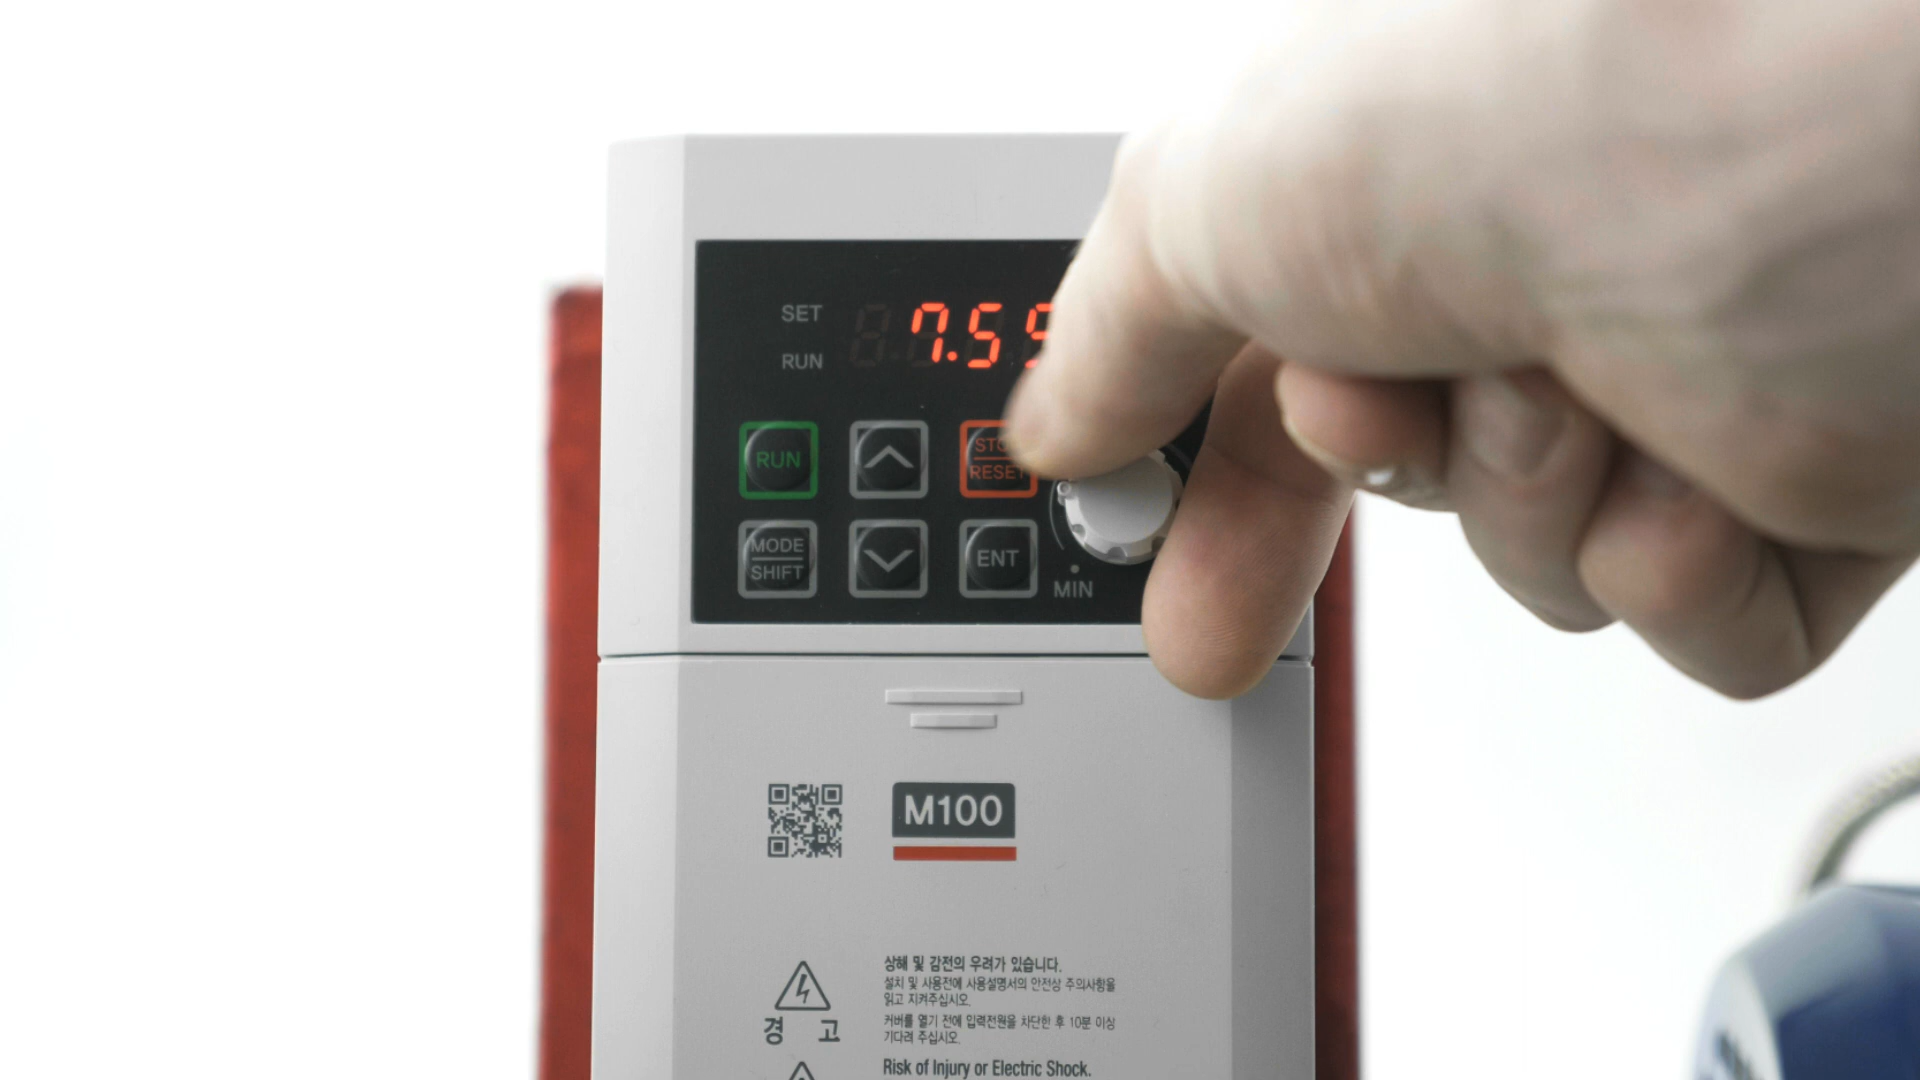 SET
7.5
RUN
RUN
RESET
MODE
SHIFT
ENT
MIN
M100
상해 및 감전의 우려가 있습니다.
설치 및 사용전에 사용설명서의 안전상 주의사항을
읽고 지켜주십시오.
커버를 열기 전에 입력전원을 차단한 후 10분 이상
기다려 주십시오.
경 고
Risk of Injury or Electric Shock.